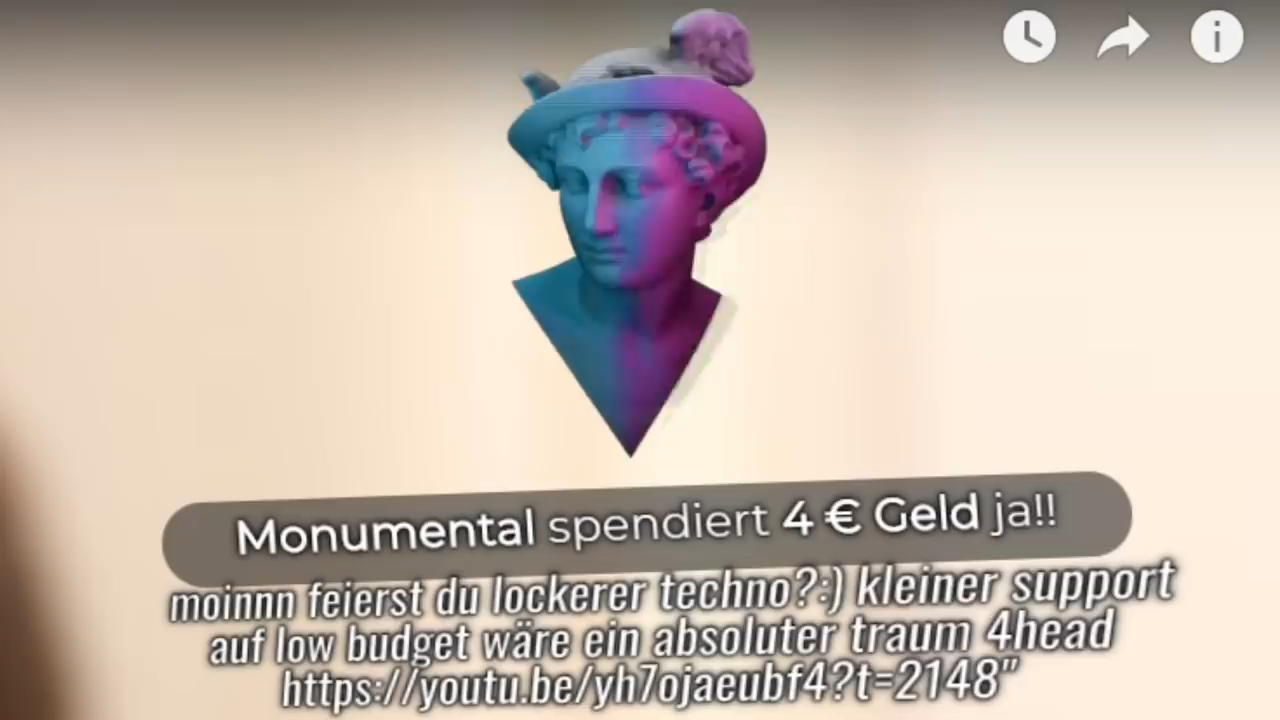 Monumental spendiert 4 € Geld ja!!
moinnn feierst du lockerer techno?:) kleiner support
auf low budget wäre ein absoluter traum 4head
https://youtu.be/yh7ojaeubf4?t=2148"